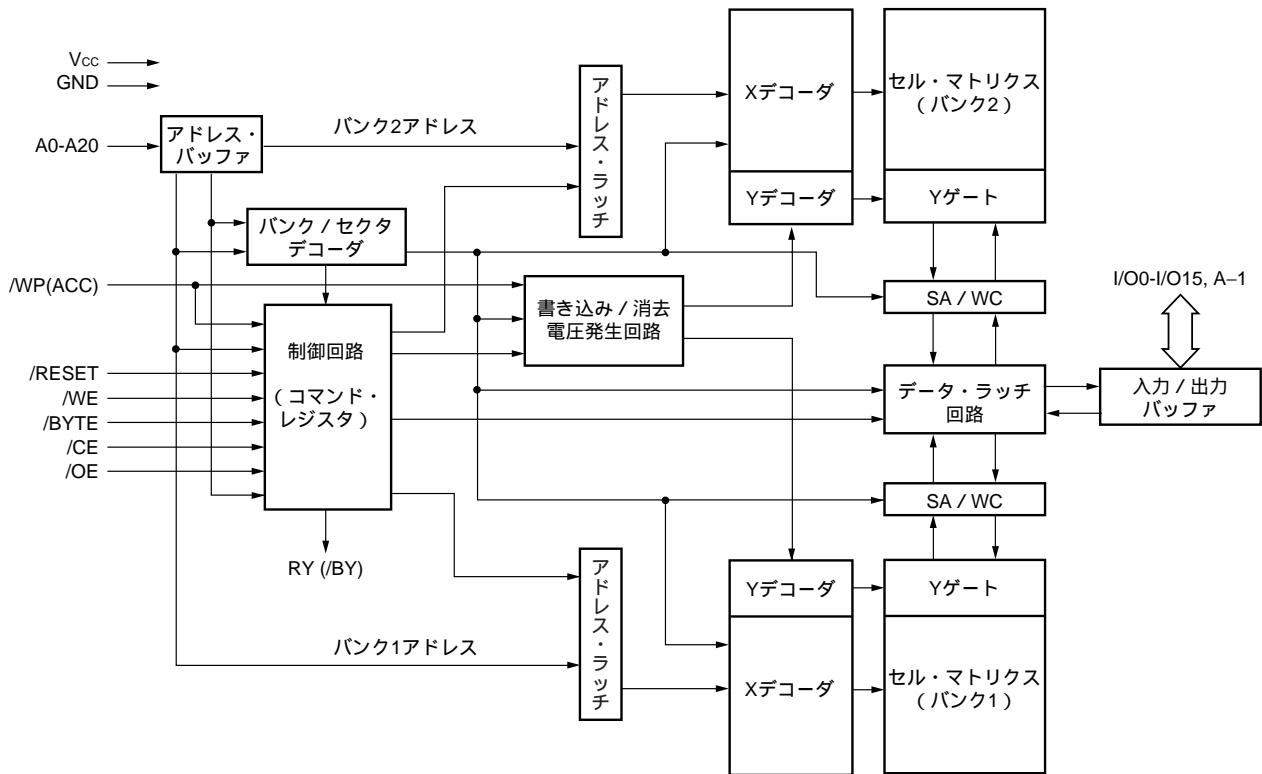 VCC
GND
A0-A20
アドレス・
バッファ
バンク2アドレス
アドレス・ラッチ
Xデコーダ
セル・マトリクス
(バンク2)
Yデコーダ
Yゲート
バンク / セクタ
デコーダ
/WP(ACC)
書き込み / 消去
電圧発生回路
SA / WC
I/O0-I/O15, A–1
制御回路
(コマンド・
レジスタ)
/RESET
/WE
/BYTE
/CE
/OE
データ・ラッチ
回路
入力 / 出力
バッファ
SA / WC
RY (/BY)
アドレス・ラッチ
Yデコーダ
Yゲート
バンク1アドレス
Xデコーダ
セル・マトリクス
(バンク1)